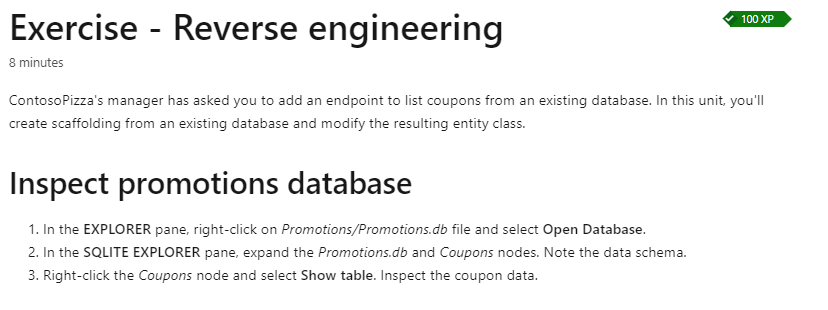 Exercise - Reverse engineering
100 XP
8 minutes
ContosoPizza's manager has asked you to add an endpoint to list coupons from an existing database. In this unit, you'll
create scaffolding from an existing database and modify the resulting entity class.
Inspect promotions database
1. In the EXPLORER pane, right-click on Promotions/Promotions.db file and select Open Database.
2. In the SQLITE EXPLORER pane, expand the Promotions.db and Coupons nodes. Note the data schema.
3. Right-click the Coupons node and select Show table. Inspect the coupon data.